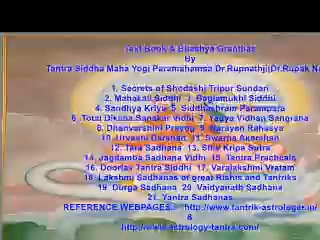 Text Book & Bhashya Granthas
By
Tantra Siddha Maha Yogi Paramahamsa Dr Rupnathji(Dr.Rupak Na
1. Secrets of Shodashi Tripur Sundari
2. Mahakali Siddhi 3. Baglamukhi Siddhi
4. Sandhya Kriya 5. Siddhashram Parampara
6. Total Diksha Sanskar Vidhi 7. Yagya Vidhan Sangrana
8. Dhanvarshini Prayog 9. Narayan Rahasya
10. Urvashi Darshan 11. Swarna Akarshan
12. Tara Sadhana 13. Shiv Kripa Sutra
14. Jagdamba Sadhana Vidhi 15. Tantra Practicals
16. Doorlav Tantra Siddhi 17. Varalakshmi Vratam
18. Lakshmi Sadhanas of great Rishis and Tantriks
19. Durga Sadhana 20. Vaidyanath Sadhana
21. Yantra Sadhanas
REFERENCE WEBPAGES:- http://www.tantrik-astrologer.in/
&
http://www.astrology-tantra.com/